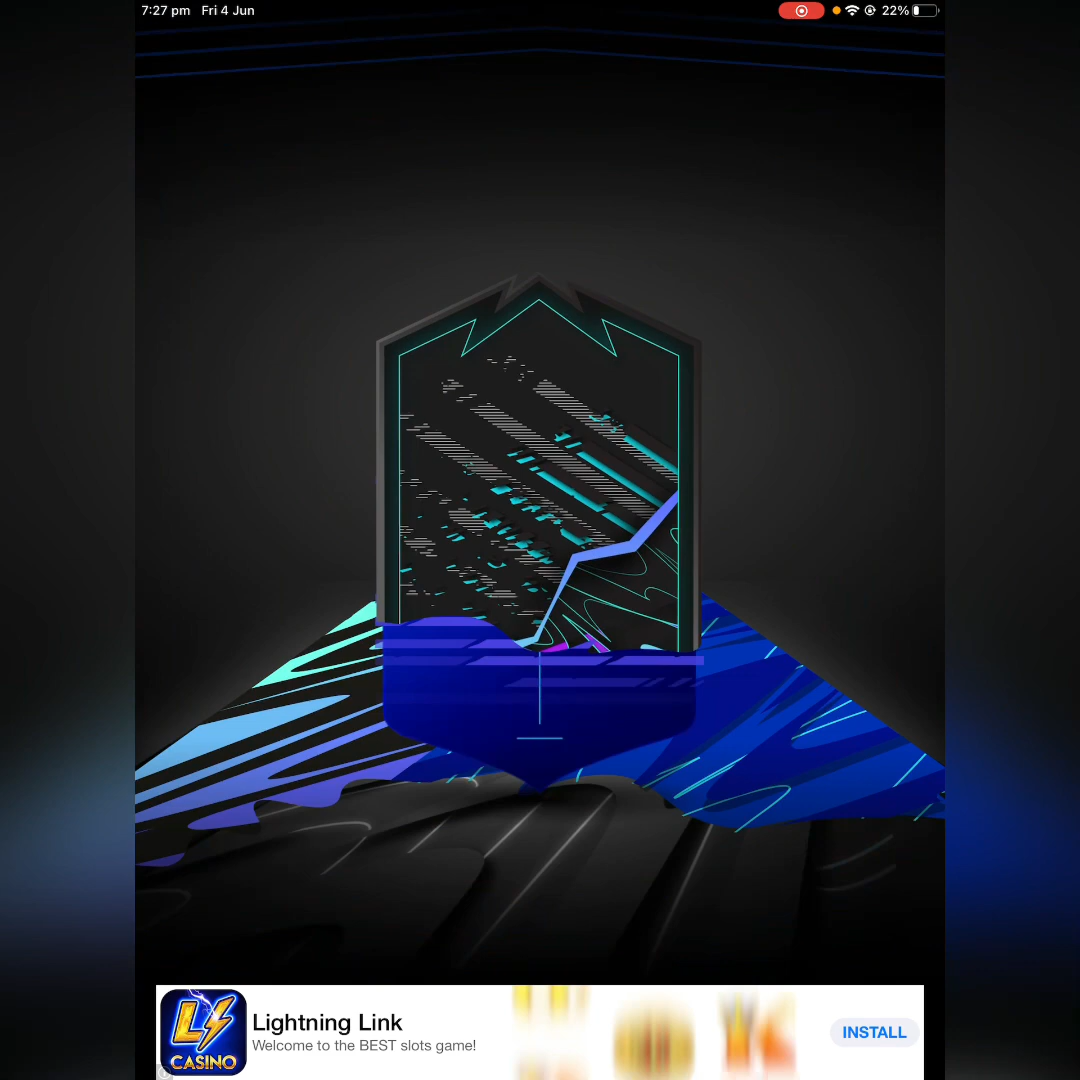 7:27 pm Fri 4 Jun
22%
Lightning Link
Welcome to the BEST slots game!
L
CASINO
INSTALL